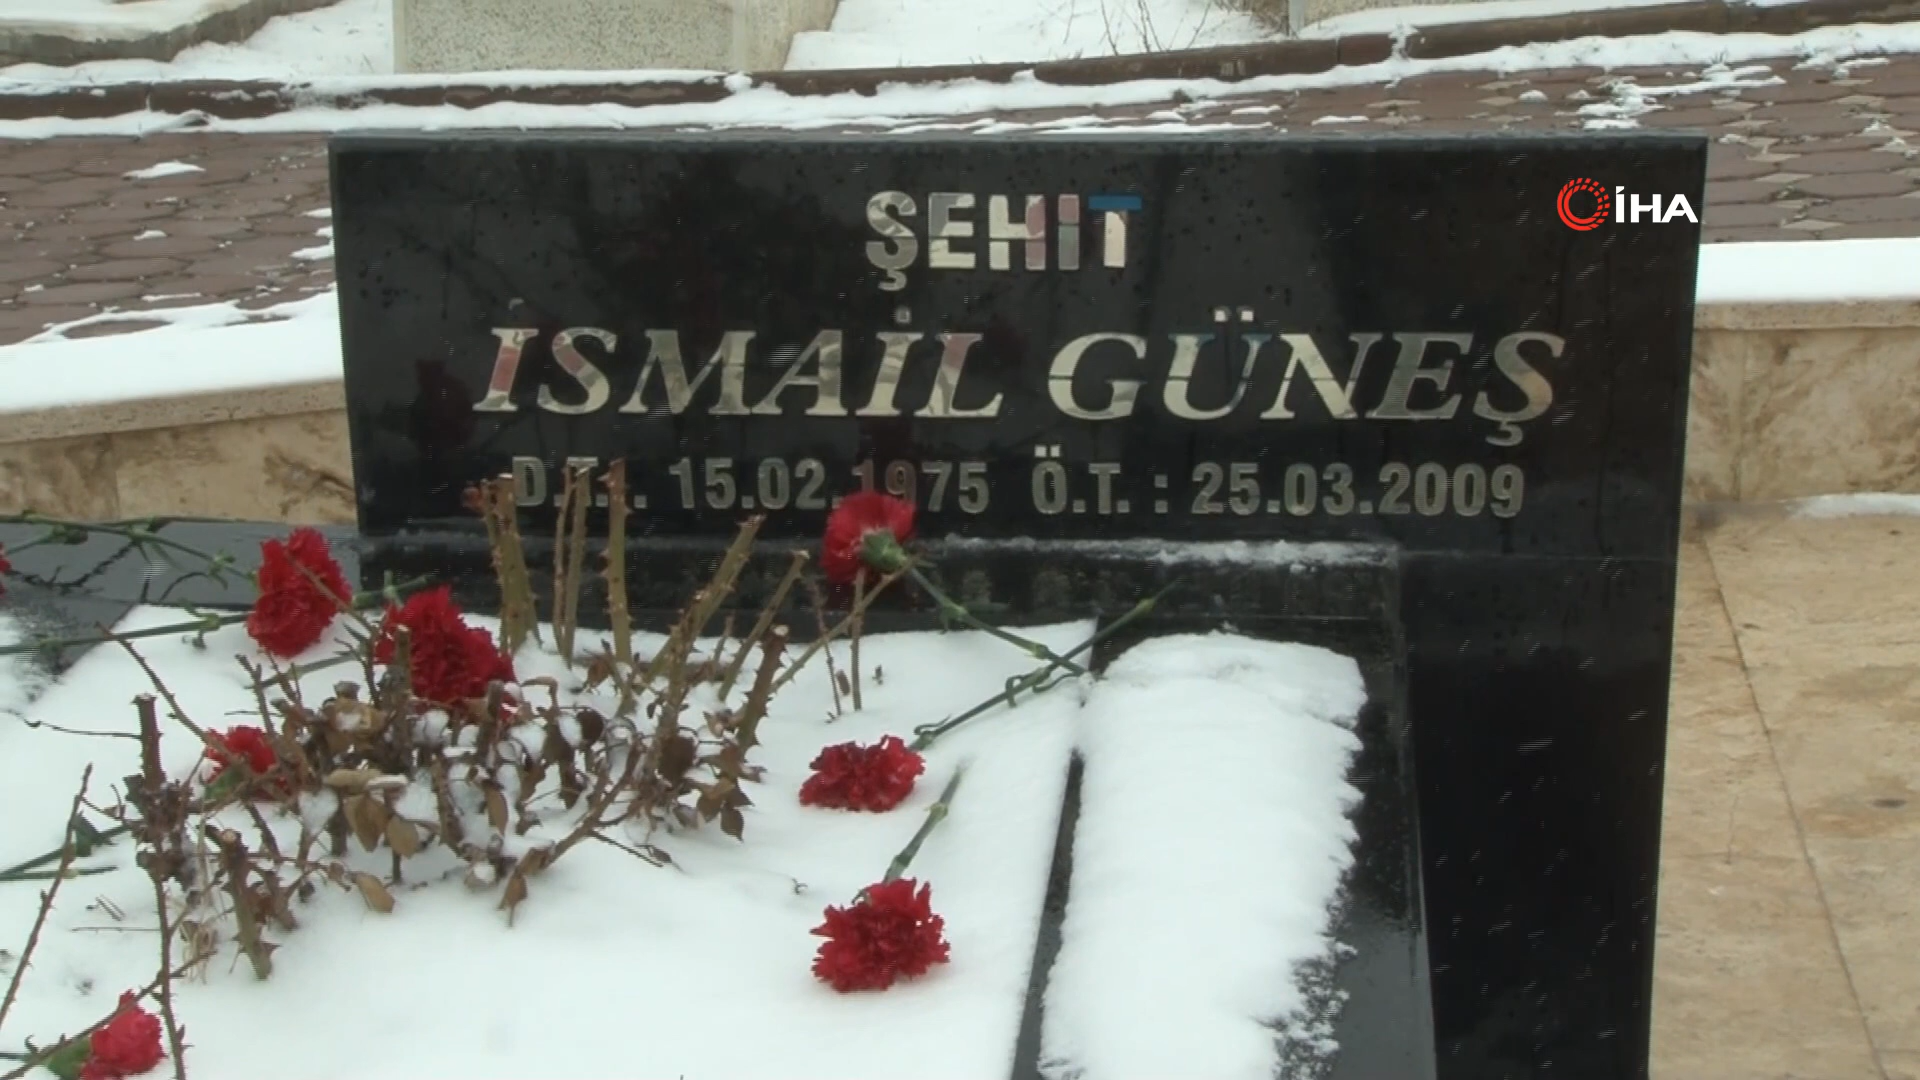 ŞEHİT
İHA
İSMAİL GÜNEŞ
D.T. : 15.02.1975 Ö.T. : 25.03.2009